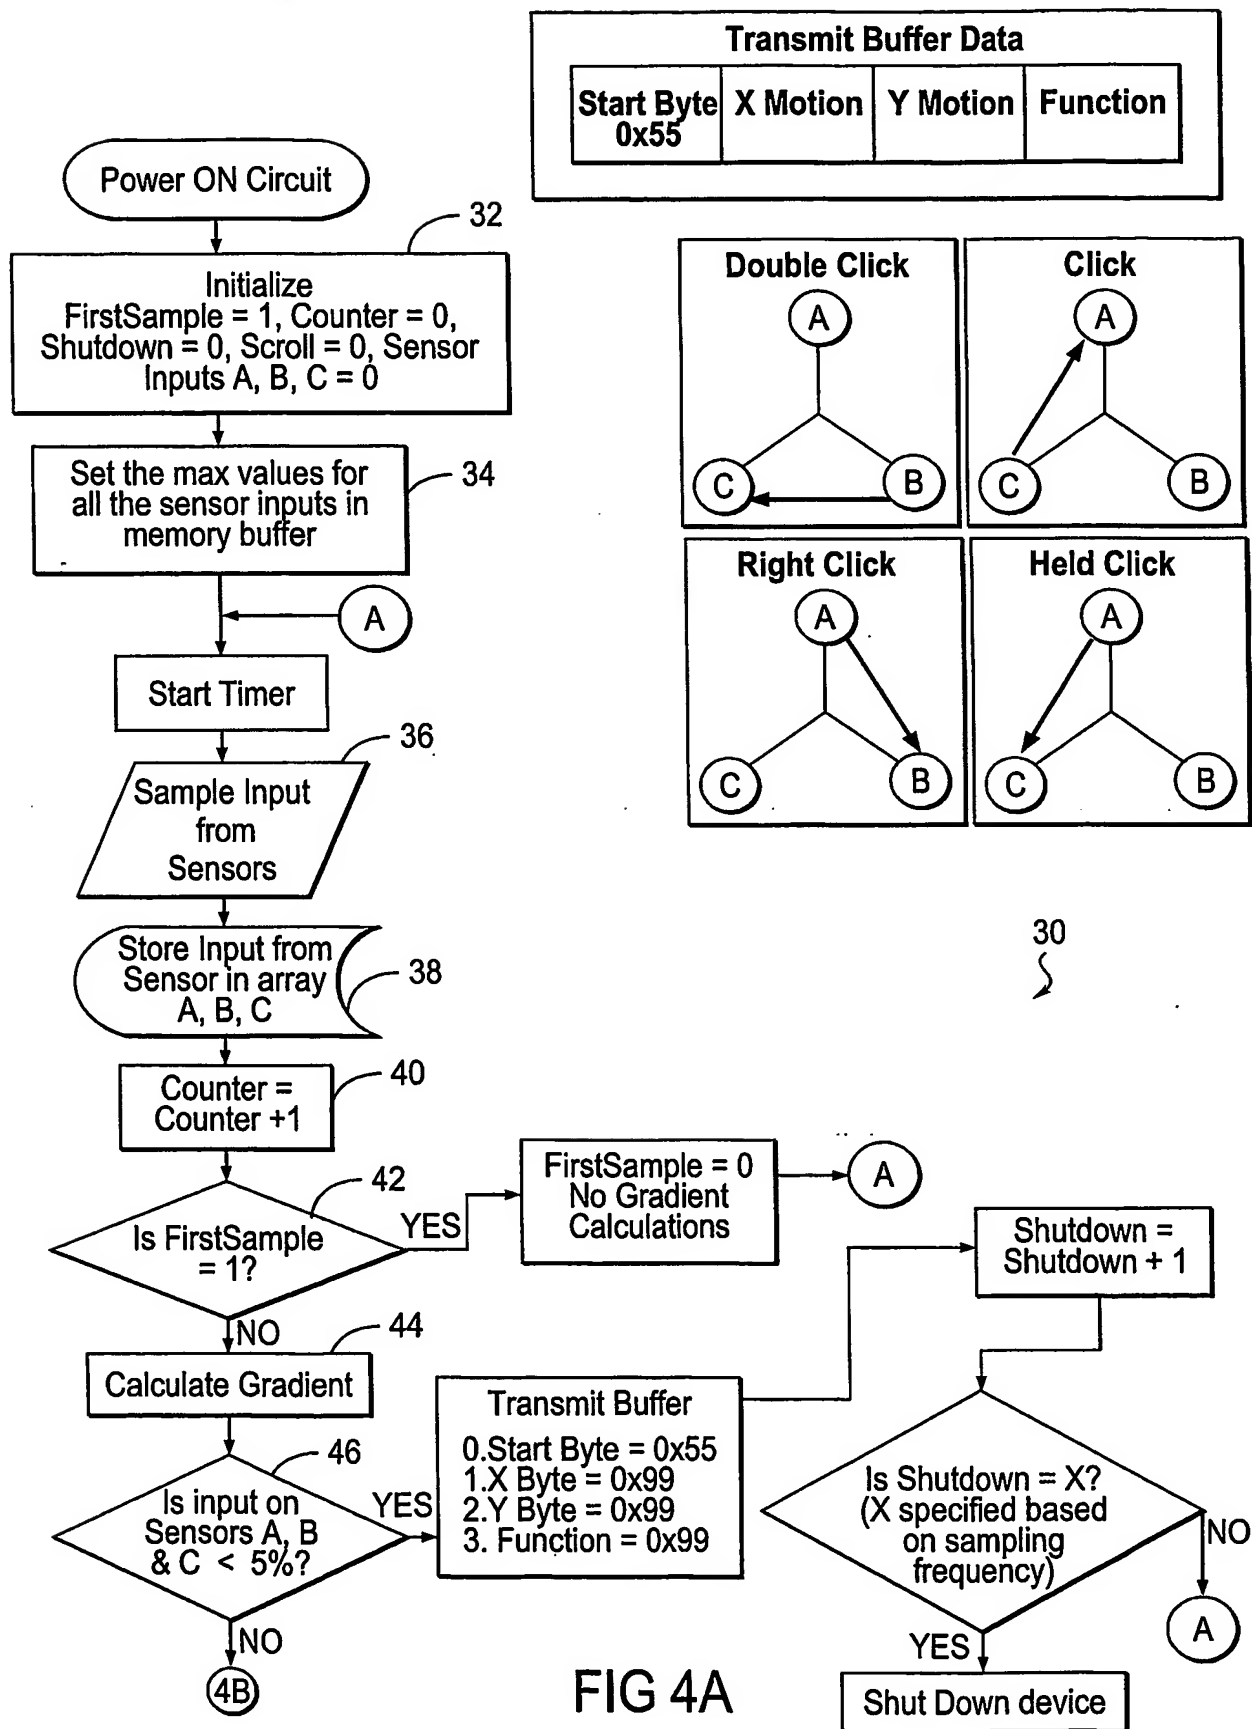 Transmit Buffer Data
Start Byte
0x55
X Motion
Y Motion
Function
Power ON Circuit
32
Initialize
FirstSample = 1, Counter = 0,
Shutdown = 0, Scroll = 0, Sensor
Inputs A, B, C = 0
Set the max values for
all the sensor inputs in
memory buffer
34
A
Start Timer
36
Sample Input
from
Sensors
Store Input from
Sensor in array
A, B, C
38
Counter =
Counter +1
40
42
Is FirstSample
= 1?
YES
FirstSample = 0
No Gradient
Calculations
A
NO
44
Calculate Gradient
46
Is input on
Sensors A, B
& C < 5%?
YES
NO
4B
Transmit Buffer
0.Start Byte = 0x55
1.X Byte = 0x99
2.Y Byte = 0x99
3. Function = 0x99
Shutdown =
Shutdown + 1
Is Shutdown = X?
(X specified based
on sampling
frequency)
NO
A
YES
Shut Down device
Double Click
A
C
B
Click
A
C
B
Right Click
A
C
B
Held Click
A
C
B
30
FIG 4A